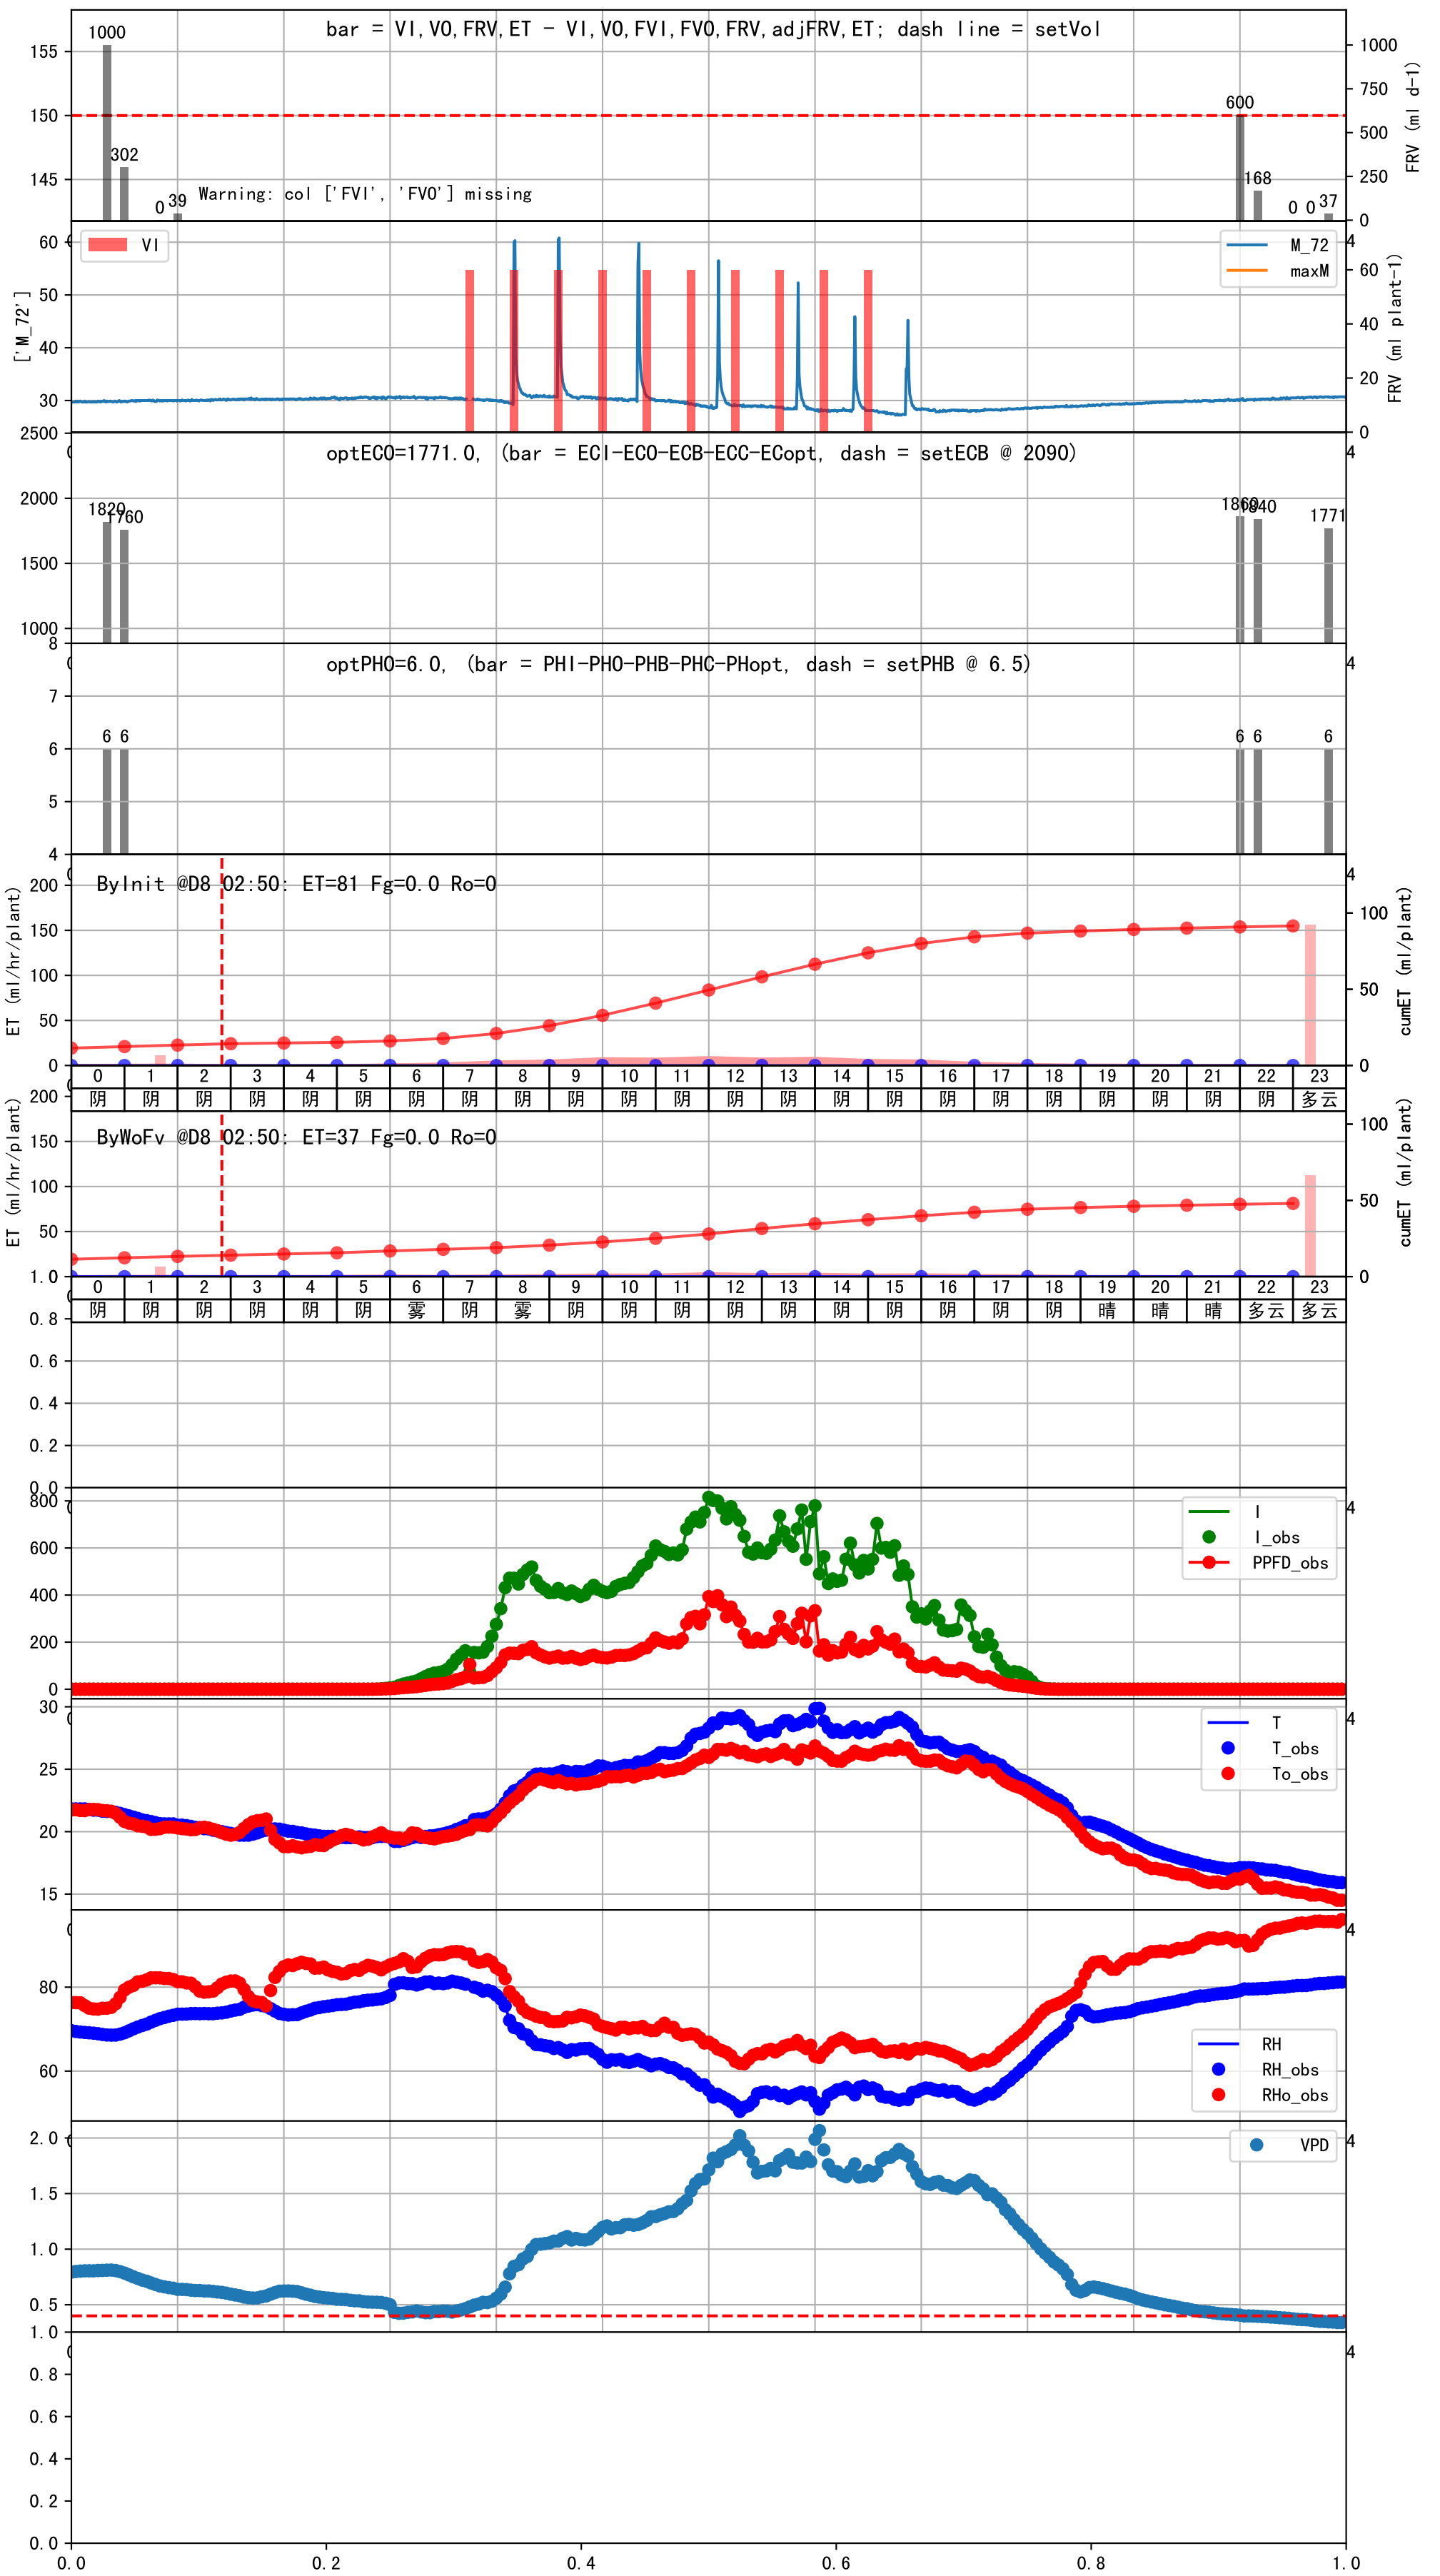 bar = VI,VO,FRV,ET - VI,VO,FVI,FVO,FRV,adjFRV,ET; dash line = setVol
1000
302
0
39
Warning: col ['FVI', 'FVO'] missing
600
168
0 0 37
155
150
145
1000
750
500
250
0
FRV (ml d-1)
VI
M_72
maxM
60
50
40
30
['M_72']
4
60
40
20
0
FRV (ml plant-1)
optECO=1771.0, (bar = ECI-ECO-ECB-ECC-ECopt, dash = setECB @ 2090)
2500
2000
1500
1000
1820
1760
1860
1840
1771
4
optPHO=6.0, (bar = PHI-PHO-PHB-PHC-PHopt, dash = setPHB @ 6.5)
8
7
6
5
4
6 6
6 6
6
4
ByInit @D8 02:50: ET=81 Fg=0.0 Ro=0
200
150
100
50
0
ET (ml/hr/plant)
4
100
50
0
cumET (ml/plant)
0 1 2 3 4 5 6 7 8 9 10 11 12 13 14 15 16 17 18 19 20 21 22 23
阴 阴 阴 阴 阴 阴 阴 阴 阴 阴 阴 阴 阴 阴 阴 阴 阴 阴 阴 阴 阴 阴 阴 多云
ByWoFv @D8 02:50: ET=37 Fg=0.0 Ro=0
200
150
100
50
ET (ml/hr/plant)
100
50
0
cumET (ml/plant)
0 1 2 3 4 5 6 7 8 9 10 11 12 13 14 15 16 17 18 19 20 21 22 23
阴 阴 阴 阴 阴 阴 雾 阴 雾 阴 阴 阴 阴 阴 阴 阴 阴 阴 阴 晴 晴 晴 多云 多云
1.0
0.8
0.6
0.4
0.2
0.0
4
I
I_obs
PPFD_obs
800
600
400
200
0
4
T
T_obs
To_obs
30
25
20
15
4
RH
RH_obs
RHo_obs
80
60
4
VPD
2.0
1.5
1.0
0.5
4
1.0
0.8
0.6
0.4
0.2
0.0
0.0 0.2 0.4 0.6 0.8 1.0